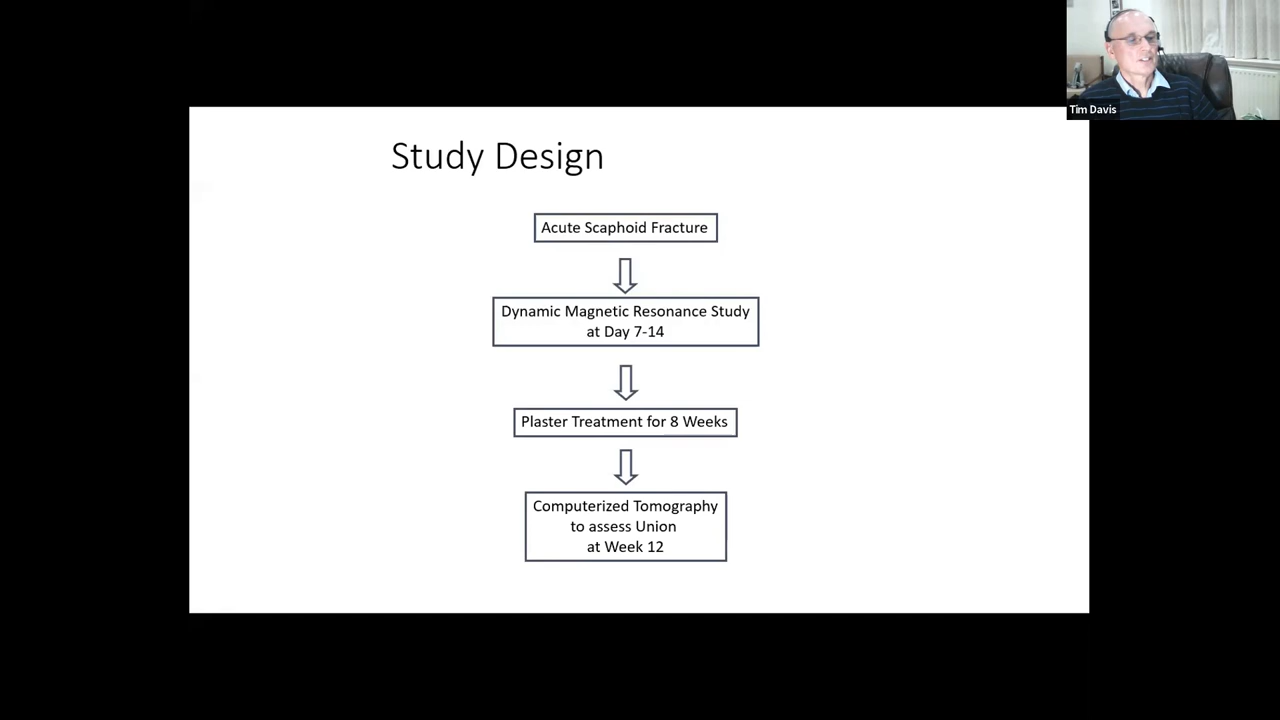 Study Design
Acute Scaphoid Fracture
Dynamic Magnetic Resonance Study
at Day 7-14
Plaster Treatment for 8 Weeks
Computerized Tomography
to assess Union
at Week 12
Tim Davis